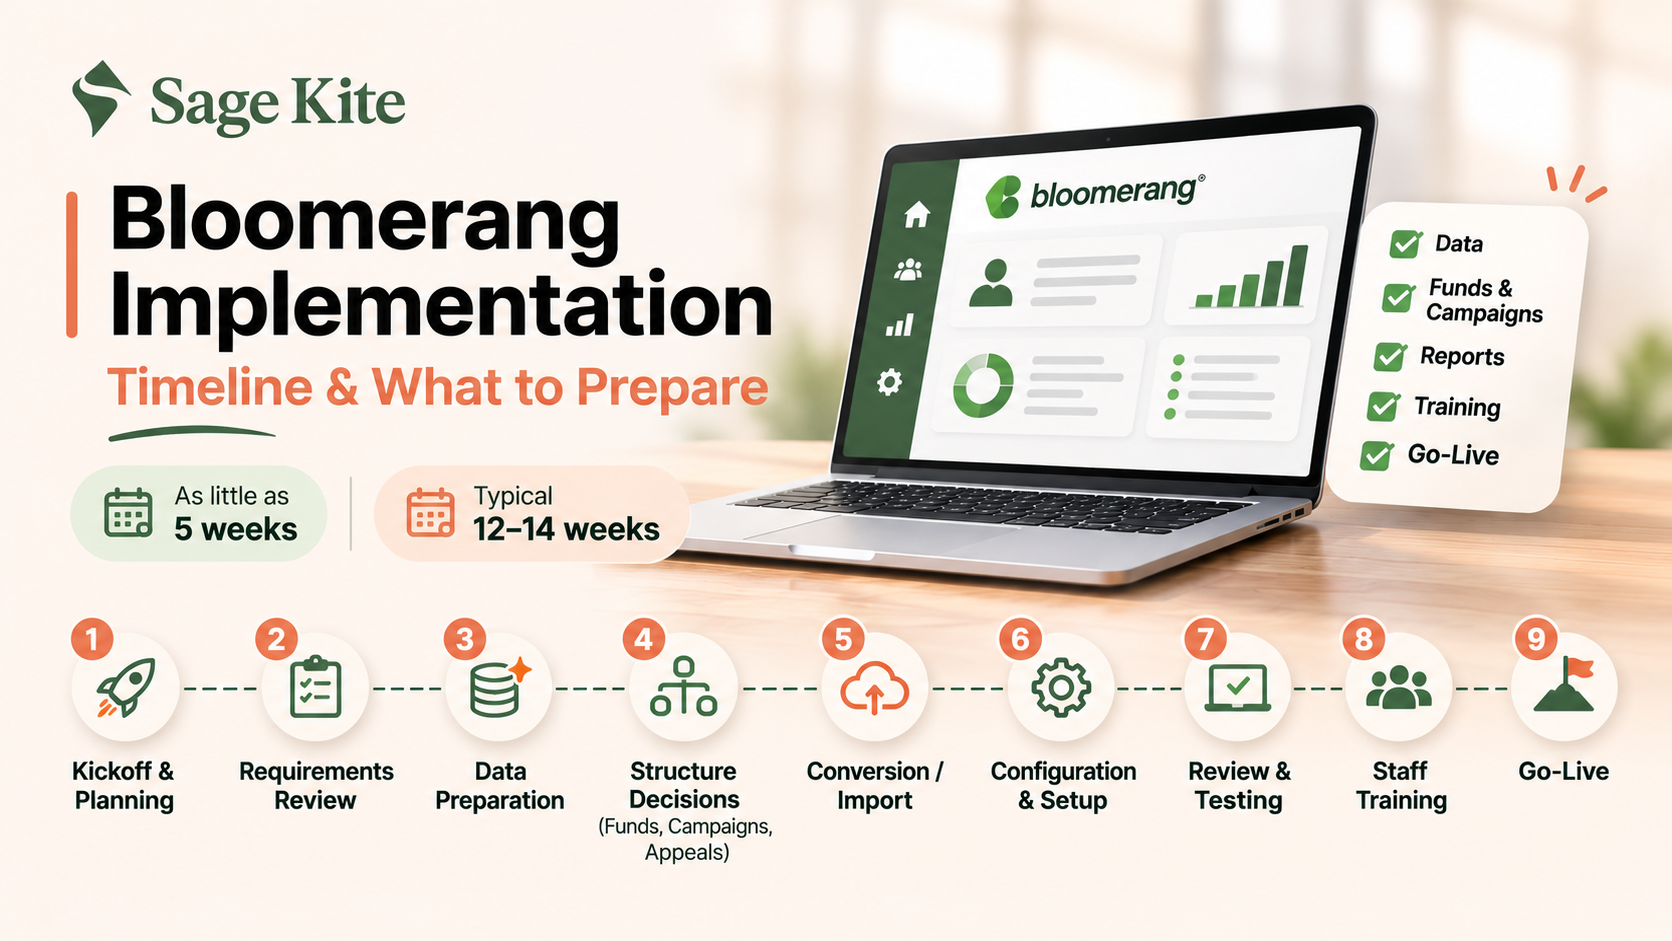 Sage Kite
Bloomerang
Implementation
Timeline & What to Prepare
As little as
5 weeks
Typical
12–14 weeks
bloomerang®
Data
Funds &
Campaigns
Reports
Training
Go-Live
1
Kickoff &
Planning
2
Requirements
Review
3
Data
Preparation
4
Structure
Decisions
(Funds, Campaigns,
Appeals)
5
Conversion /
Import
6
Configuration
& Setup
7
Review &
Testing
8
Staff
Training
9
Go-Live